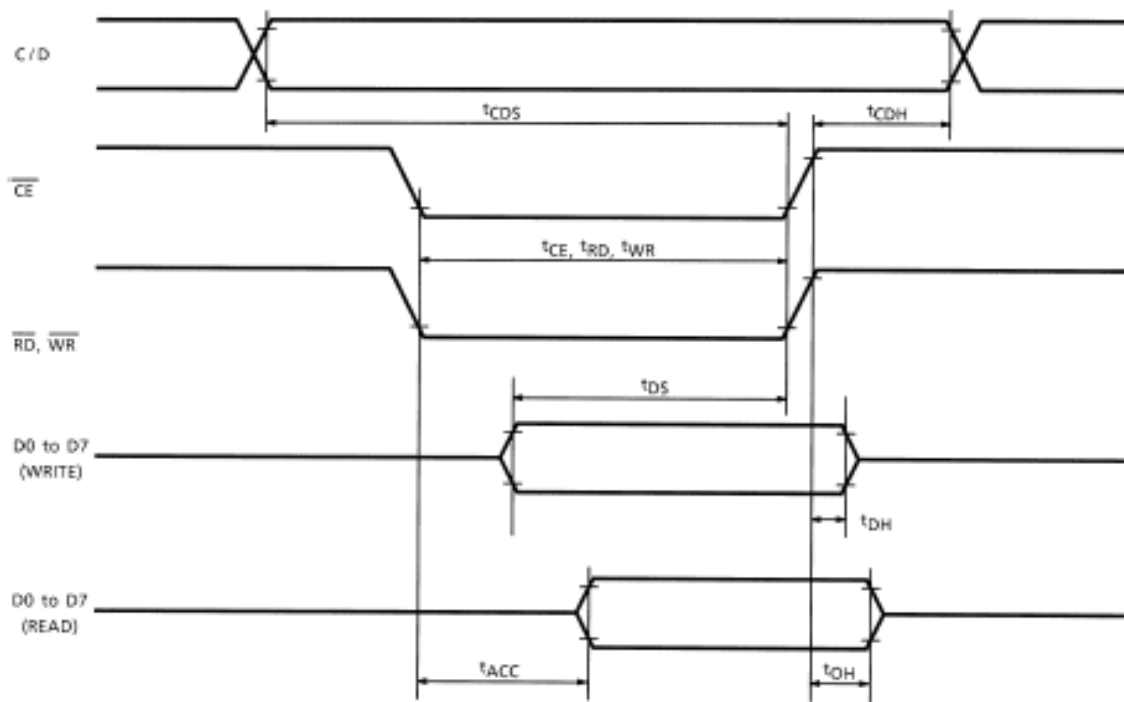 C / D
tCDS
tCDH
CE
tCE, tRD, tWR
RD, WR
tDS
D0 to D7
(WRITE)
tDH
D0 to D7
(READ)
tACC
tOH